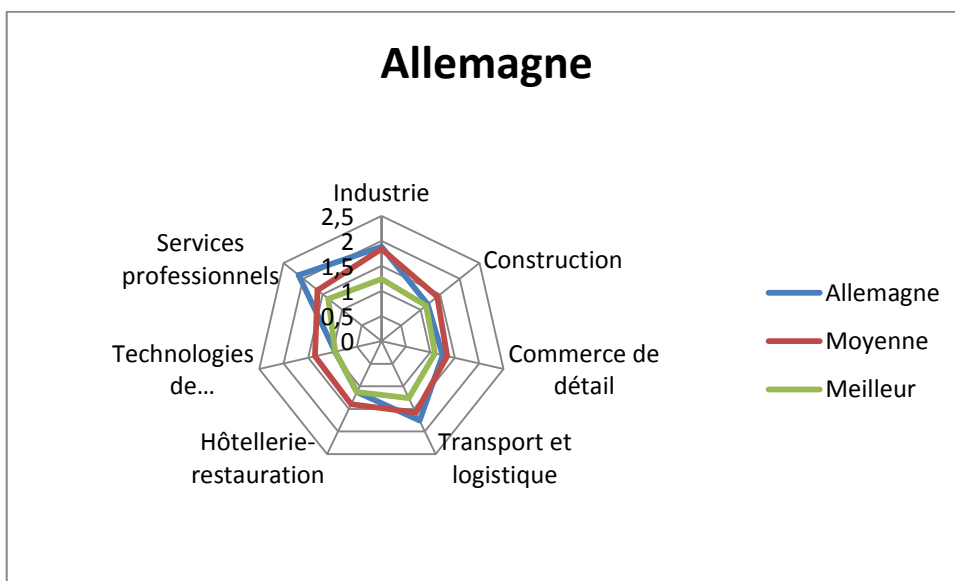 Allemagne
Industrie
2,5
2
1,5
1
0,5
0
Construction
Commerce de
détail
Transport et
logistique
Hôtellerie-
restauration
Technologies
de...
Services
professionnels
Allemagne
Moyenne
Meilleur